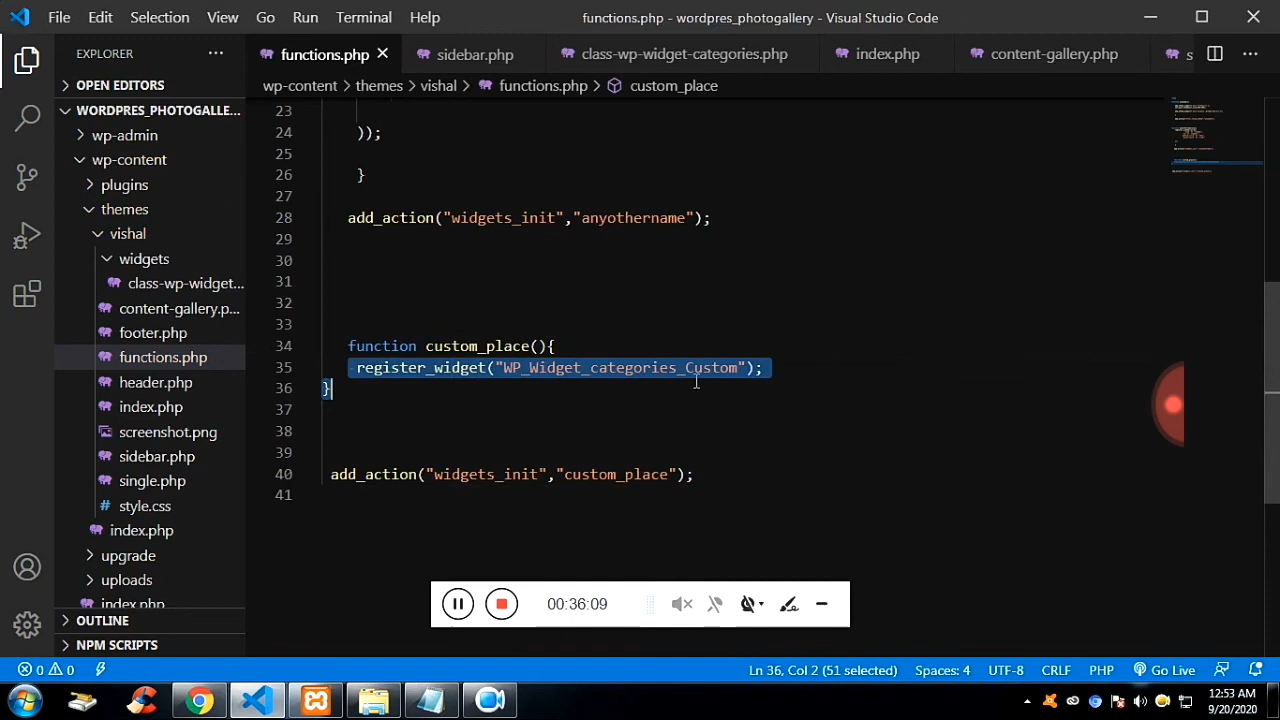 File Edit Selection View Go Run Terminal Help functions.php - wordpres_photogallery - Visual Studio Code
EXPLORER ··· functions.php sidebar.php class-wp-widget-categories.php index.php content-gallery.php s ···
OPEN EDITORS wp-content > themes > vishal > functions.php > custom_place
WORDPRES_PHOTOGALLE...
wp-admin
wp-content
plugins
themes
vishal
widgets
class-wp-widget...
content-gallery.p...
footer.php
functions.php
header.php
index.php
screenshot.png
sidebar.php
single.php
style.css
index.php
upgrade
uploads
index.php
OUTLINE
NPM SCRIPTS
23
24 ));
25
26 }
27
28 add_action("widgets_init","anyothername");
29
30
31
32
33
34 function custom_place(){
35 register_widget("WP_Widget_categories_Custom");
36 }
37
38
39
40 add_action("widgets_init","custom_place");
41
00:36:09
0 0 Ln 36, Col 2 (51 selected) Spaces: 4 UTF-8 CRLF PHP Go Live
12:53 AM
9/20/2020